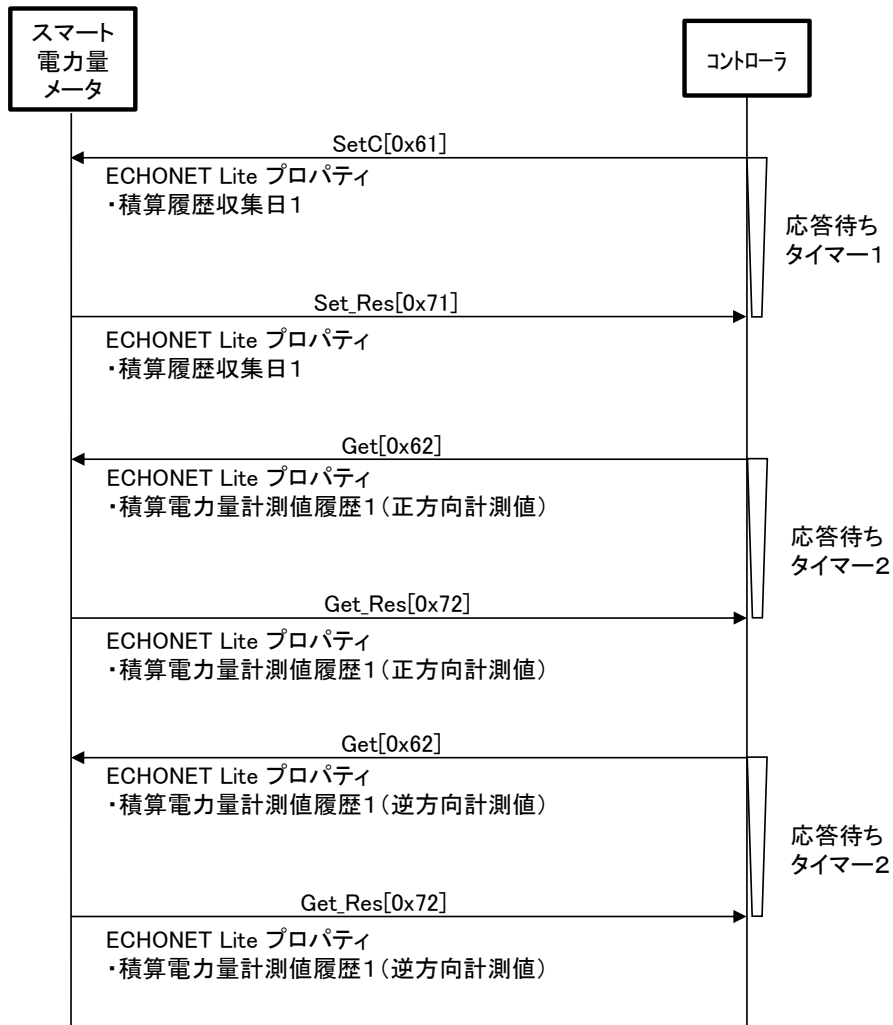 スマート
電力量
メータ
コントローラ
SetC[0x61]
ECHONET Lite プロパティ
・積算履歴収集日1
応答待ち
タイマー1
Set_Res[0x71]
ECHONET Lite プロパティ
・積算履歴収集日1
Get[0x62]
ECHONET Lite プロパティ
・積算電力量計測値履歴1（正方向計測値）
応答待ち
タイマー2
Get_Res[0x72]
ECHONET Lite プロパティ
・積算電力量計測値履歴1（正方向計測値）
Get[0x62]
ECHONET Lite プロパティ
・積算電力量計測値履歴1（逆方向計測値）
応答待ち
タイマー2
Get_Res[0x72]
ECHONET Lite プロパティ
・積算電力量計測値履歴1（逆方向計測値）